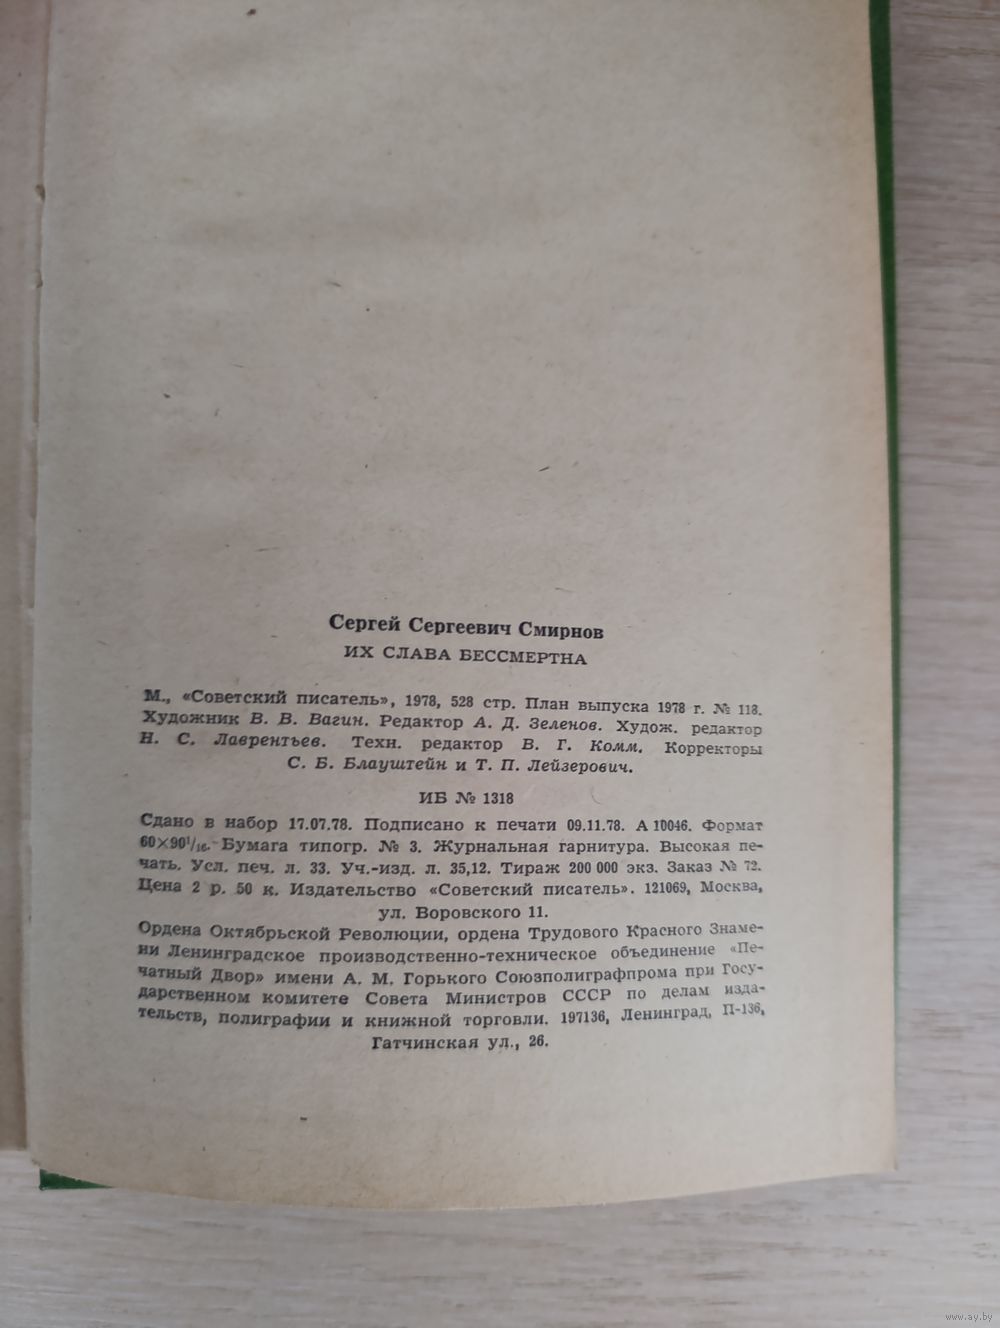 Сергей Сергеевич Смирнов
ИХ СЛАВА БЕССМЕРТНА
М., «Советский писатель», 1978, 528 стр. План выпуска 1978 г. № 118.
Художник В. В. Вагин. Редактор А. Д. Зеленов. Худож. редактор
Н. С. Лаврентьев. Техн. редактор В. Г. Комм. Корректоры
С. Б. Блауштейн и Т. П. Лейзерович.
ИБ № 1318
Сдано в набор 17.07.78. Подписано к печати 09.11.78. А 10046. Формат
60×90¹/₁₆. Бумага типогр. № 3. Журнальная гарнитура. Высокая пе-
чать. Усл. печ. л. 33. Уч.-изд. л. 35,12. Тираж 200 000 экз. Заказ № 72.
Цена 2 р. 50 к. Издательство «Советский писатель». 121069, Москва,
ул. Воровского 11.
Ордена Октябрьской Революции, ордена Трудового Красного Знаме-
ни Ленинградское производственно-техническое объединение «Пе-
чатный Двор» имени А. М. Горького Союзполиграфпрома при Госу-
дарственном комитете Совета Министров СССР по делам изда-
тельств, полиграфии и книжной торговли. 197136, Ленинград, П-136,
Гатчинская ул., 26.
www.ay.by